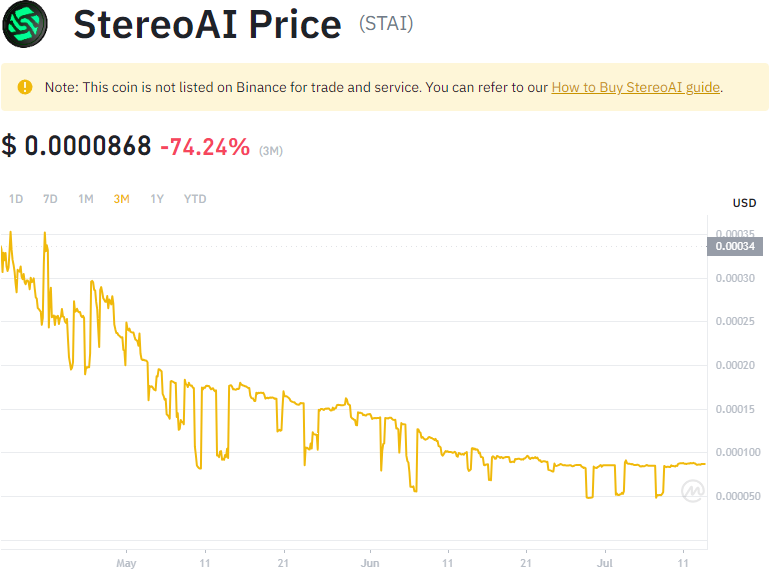 StereoAI Price (STAI)
Note: This coin is not listed on Binance for trade and service. You can refer to our How to Buy StereoAI guide.
$ 0.0000868 -74.24% (3M)
1D 7D 1M 3M 1Y YTD
USD
0.00035
0.00034
0.00030
0.00025
0.00020
0.00015
0.000100
0.000050
May 11 21 Jun 11 21 Jul 11